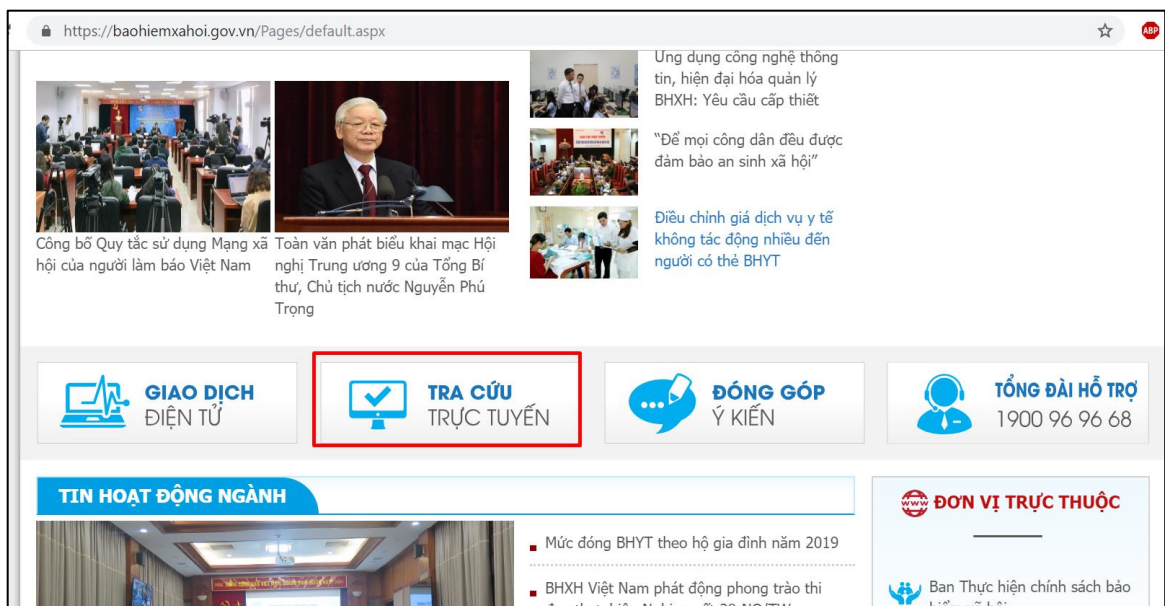 https://baohiemxahoi.gov.vn/Pages/default.aspx
ABP
Ứng dụng công nghệ thông
tin, hiện đại hóa quản lý
BHXH: Yêu cầu cấp thiết
"Để mọi công dân đều được
đảm bảo an sinh xã hội"
Điều chỉnh giá dịch vụ y tế
không tác động nhiều đến
người có thẻ BHYT
Công bố Quy tắc sử dụng Mạng xã
hội của người làm báo Việt Nam
Toàn văn phát biểu khai mạc Hội
nghị Trung ương 9 của Tổng Bí
thư, Chủ tịch nước Nguyễn Phú
Trọng
GIAO DỊCH
ĐIỆN TỬ
TRA CỨU
TRỰC TUYẾN
ĐÓNG GÓP
Ý KIẾN
TỔNG ĐÀI HỖ TRỢ
1900 96 96 68
TIN HOẠT ĐỘNG NGÀNH
Mức đóng BHYT theo hộ gia đình năm 2019
BHXH Việt Nam phát động phong trào thi
www ĐƠN VỊ TRỰC THUỘC
Ban Thực hiện chính sách bảo
hiểm xã hội